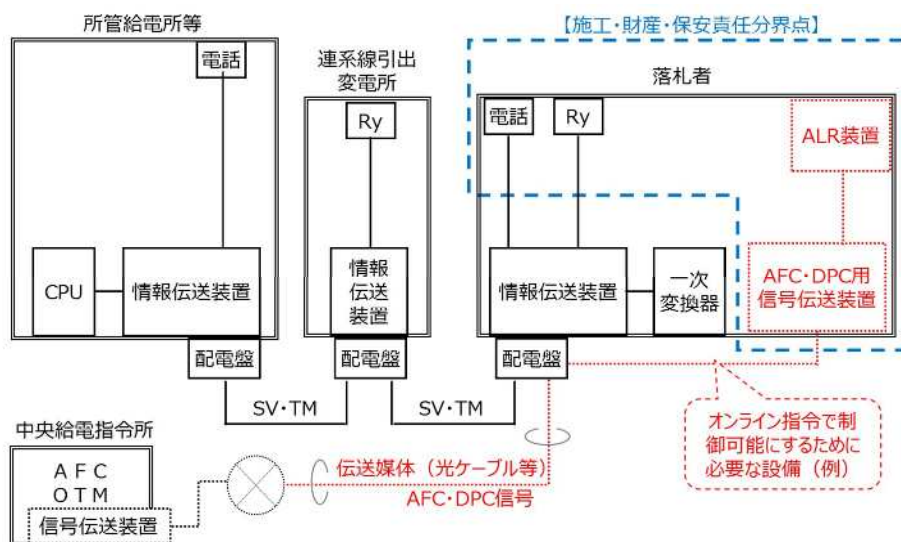 所管給電所等
電話
CPU
情報伝送装置
配電盤
連系線引出
変電所
Ry
情報
伝送
装置
配電盤
【施工・財産・保安責任分界点】
落札者
電話
Ry
ALR装置
情報伝送装置
一次
変換器
AFC・DPC用
信号伝送装置
配電盤
SV・TM
SV・TM
オンライン指令で制
御可能にするために
必要な設備（例）
中央給電指令所
AFC
OTM
信号伝送装置
伝送媒体（光ケーブル等）
AFC・DPC信号